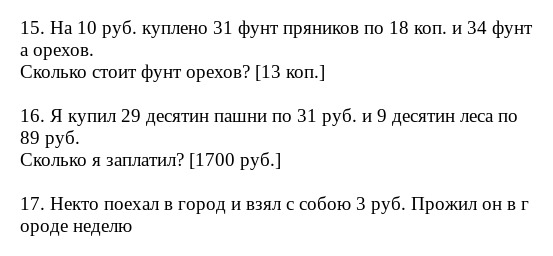 15. На 10 руб. куплено 31 фунт пряников по 18 коп. и 34 фунт
а орехов.
Сколько стоит фунт орехов? [13 коп.]
16. Я купил 29 десятин пашни по 31 руб. и 9 десятин леса по
89 руб.
Сколько я заплатил? [1700 руб.]
17. Некто поехал в город и взял с собою 3 руб. Прожил он в г
ороде неделю